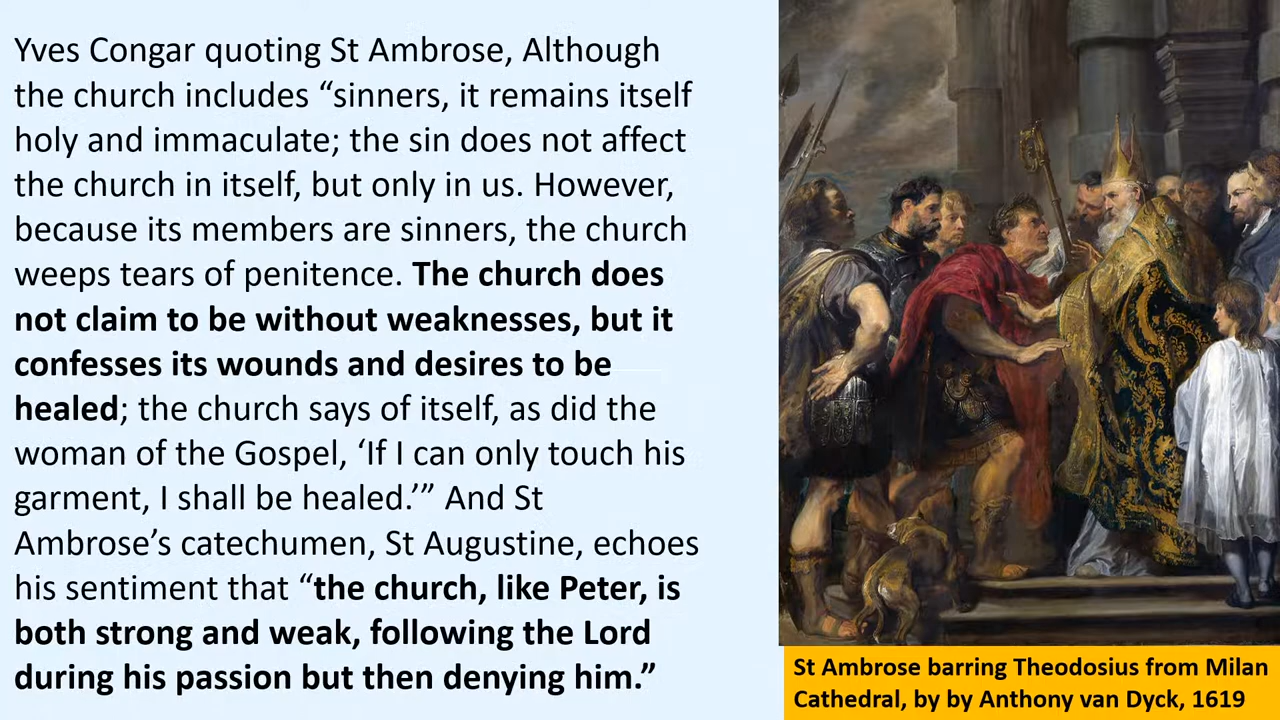 Yves Congar quoting St Ambrose, Although
the church includes “sinners, it remains itself
holy and immaculate; the sin does not affect
the church in itself, but only in us. However,
because its members are sinners, the church
weeps tears of penitence. The church does
not claim to be without weaknesses, but it
confesses its wounds and desires to be
healed; the church says of itself, as did the
woman of the Gospel, ‘If I can only touch his
garment, I shall be healed.’” And St
Ambrose’s catechumen, St Augustine, echoes
his sentiment that “the church, like Peter, is
both strong and weak, following the Lord
during his passion but then denying him.”
St Ambrose barring Theodosius from Milan
Cathedral, by by Anthony van Dyck, 1619